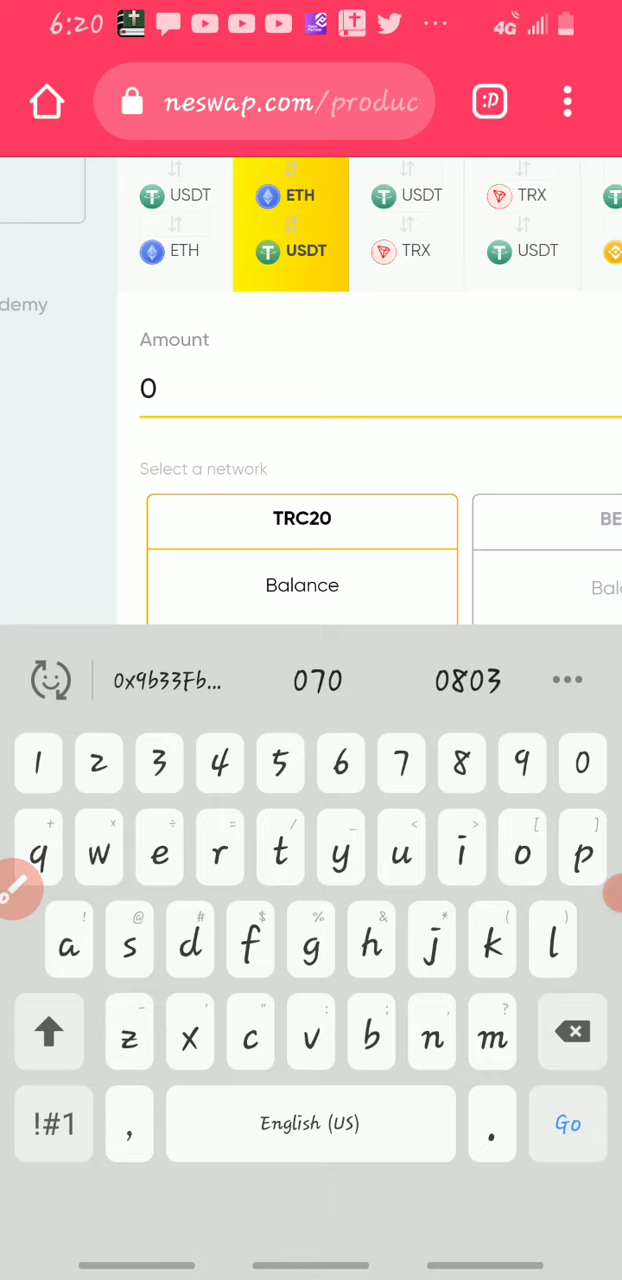 6:20 4G
neswap.com/produc :D
USDT ETH USDT TRX
ETH USDT TRX USDT
demy
Amount
0
Select a network
TRC20 BE
Balance Bal
0x9b33Fb... 070 0803
1 2 3 4 5 6 7 8 9 0
+ × ÷ = / _ < > [ ]
q w e r t y u i o p
! @ # $ % & * ( )
a s d f g h j k l
- ' " : ; , ?
z x c v b n m
!#1 , English (US) . Go